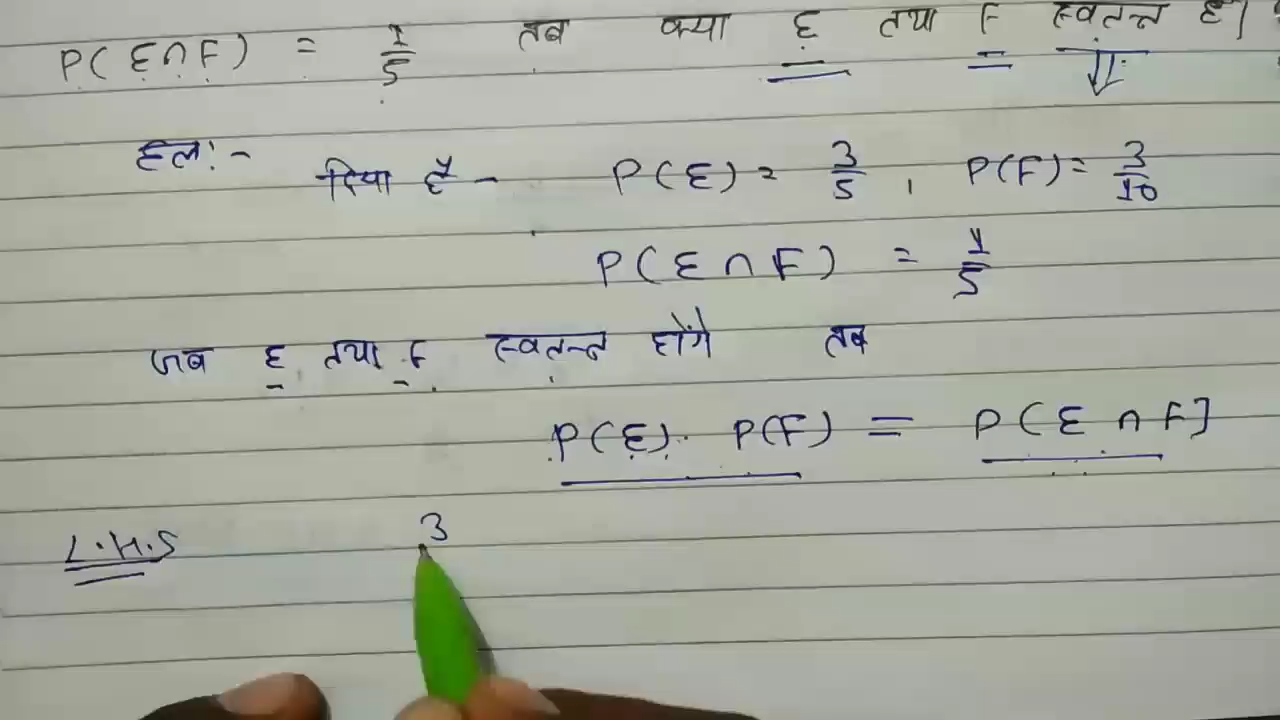 P(E∩F) = 1/5 तब क्या E तथा F स्वतन्त्र है।
हल:- दिया है - P(E) = 3/5, P(F) = 3/10
P(E∩F) = 1/5
जब E तथा F स्वतन्त्र होंगे तब
P(E). P(F) = P(E∩F]
L.H.S 3